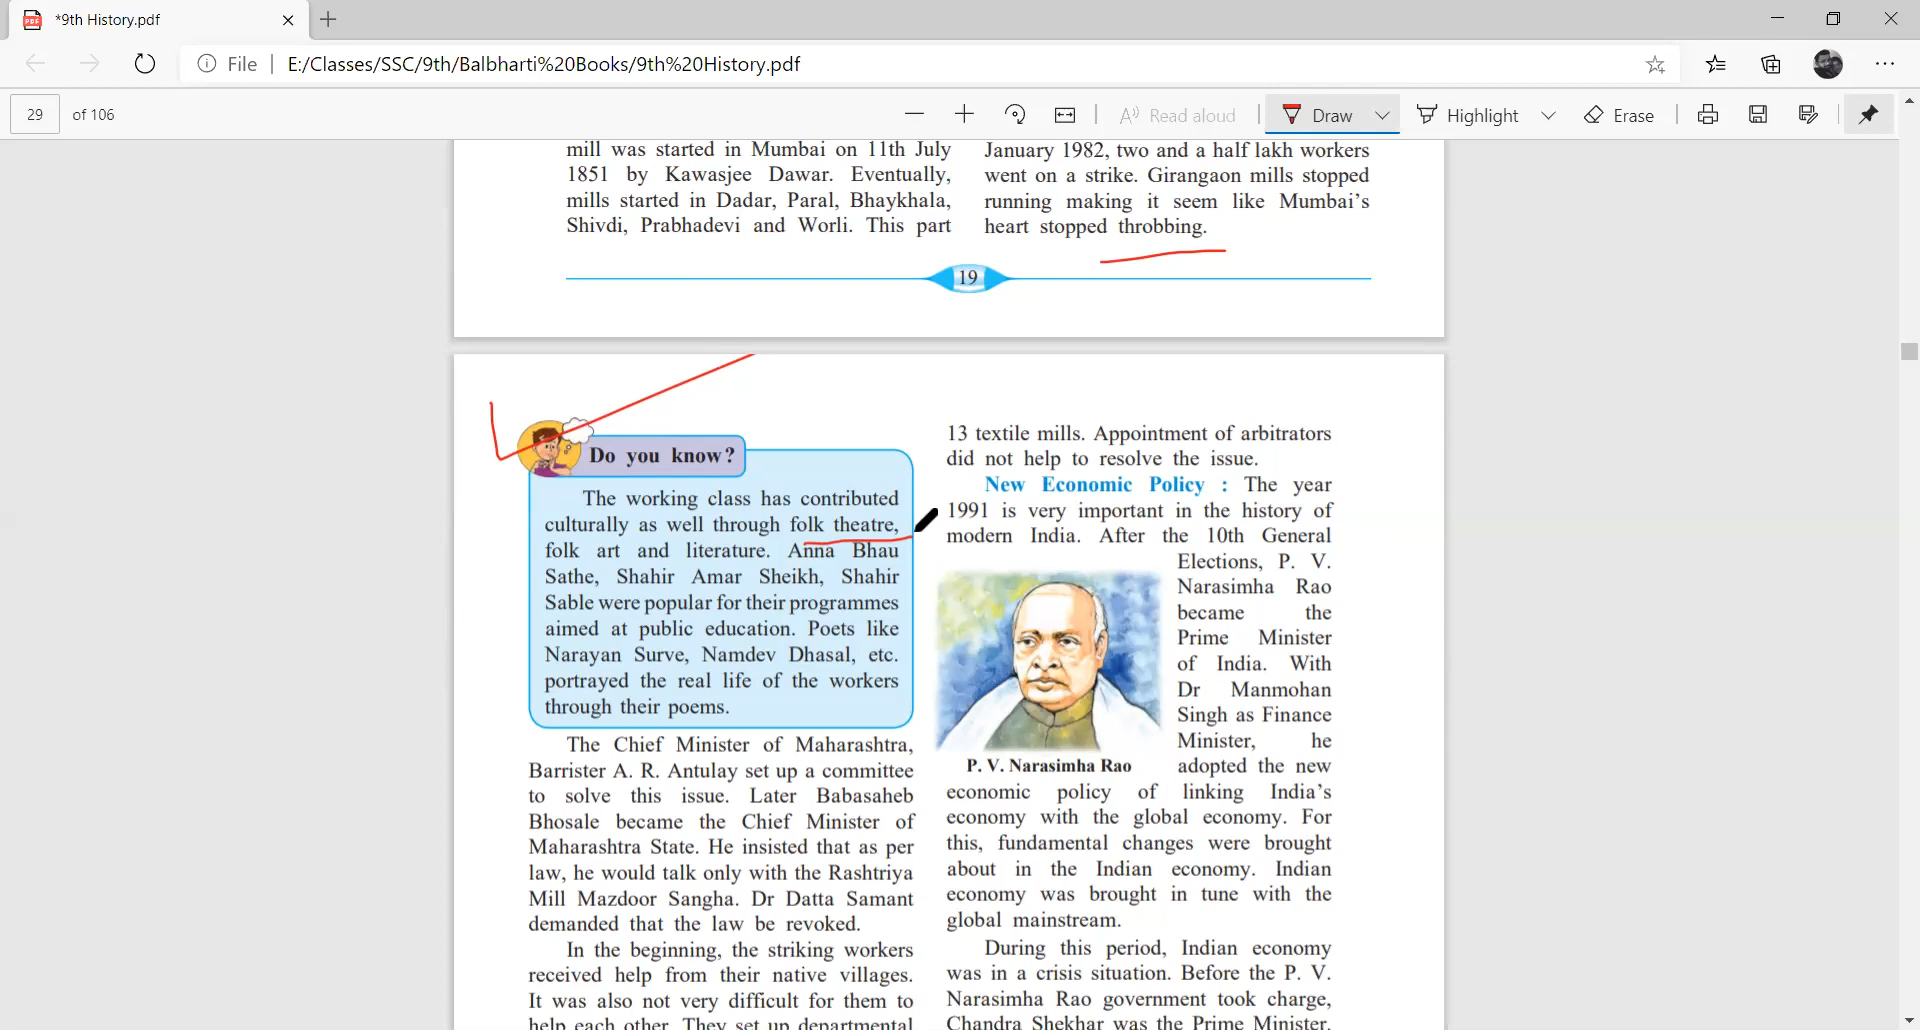 *9th History.pdf
File
E:/Classes/SSC/9th/Balbharti%20Books/9th%20History.pdf
29 of 106
Read aloud
Draw
Highlight
Erase
mill was started in Mumbai on 11th July
1851 by Kawasjee Dawar. Eventually,
mills started in Dadar, Paral, Bhaykhala,
Shivdi, Prabhadevi and Worli. This part
January 1982, two and a half lakh workers
went on a strike. Girangaon mills stopped
running making it seem like Mumbai's
heart stopped throbbing.
19
Do you know?
The working class has contributed
culturally as well through folk theatre,
folk art and literature. Anna Bhau
Sathe, Shahir Amar Sheikh, Shahir
Sable were popular for their programmes
aimed at public education. Poets like
Narayan Surve, Namdev Dhasal, etc.
portrayed the real life of the workers
through their poems.
The Chief Minister of Maharashtra,
Barrister A. R. Antulay set up a committee
to solve this issue. Later Babasaheb
Bhosale became the Chief Minister of
Maharashtra State. He insisted that as per
law, he would talk only with the Rashtriya
Mill Mazdoor Sangha. Dr Datta Samant
demanded that the law be revoked.
In the beginning, the striking workers
received help from their native villages.
It was also not very difficult for them to
help each other. They set up departmental
13 textile mills. Appointment of arbitrators
did not help to resolve the issue.
New Economic Policy : The year
1991 is very important in the history of
modern India. After the 10th General
Elections, P. V.
Narasimha Rao
became the
Prime Minister
of India. With
Dr Manmohan
Singh as Finance
Minister, he
P. V. Narasimha Rao
adopted the new
economic policy of linking India's
economy with the global economy. For
this, fundamental changes were brought
about in the Indian economy. Indian
economy was brought in tune with the
global mainstream.
During this period, Indian economy
was in a crisis situation. Before the P. V.
Narasimha Rao government took charge,
Chandra Shekhar was the Prime Minister.